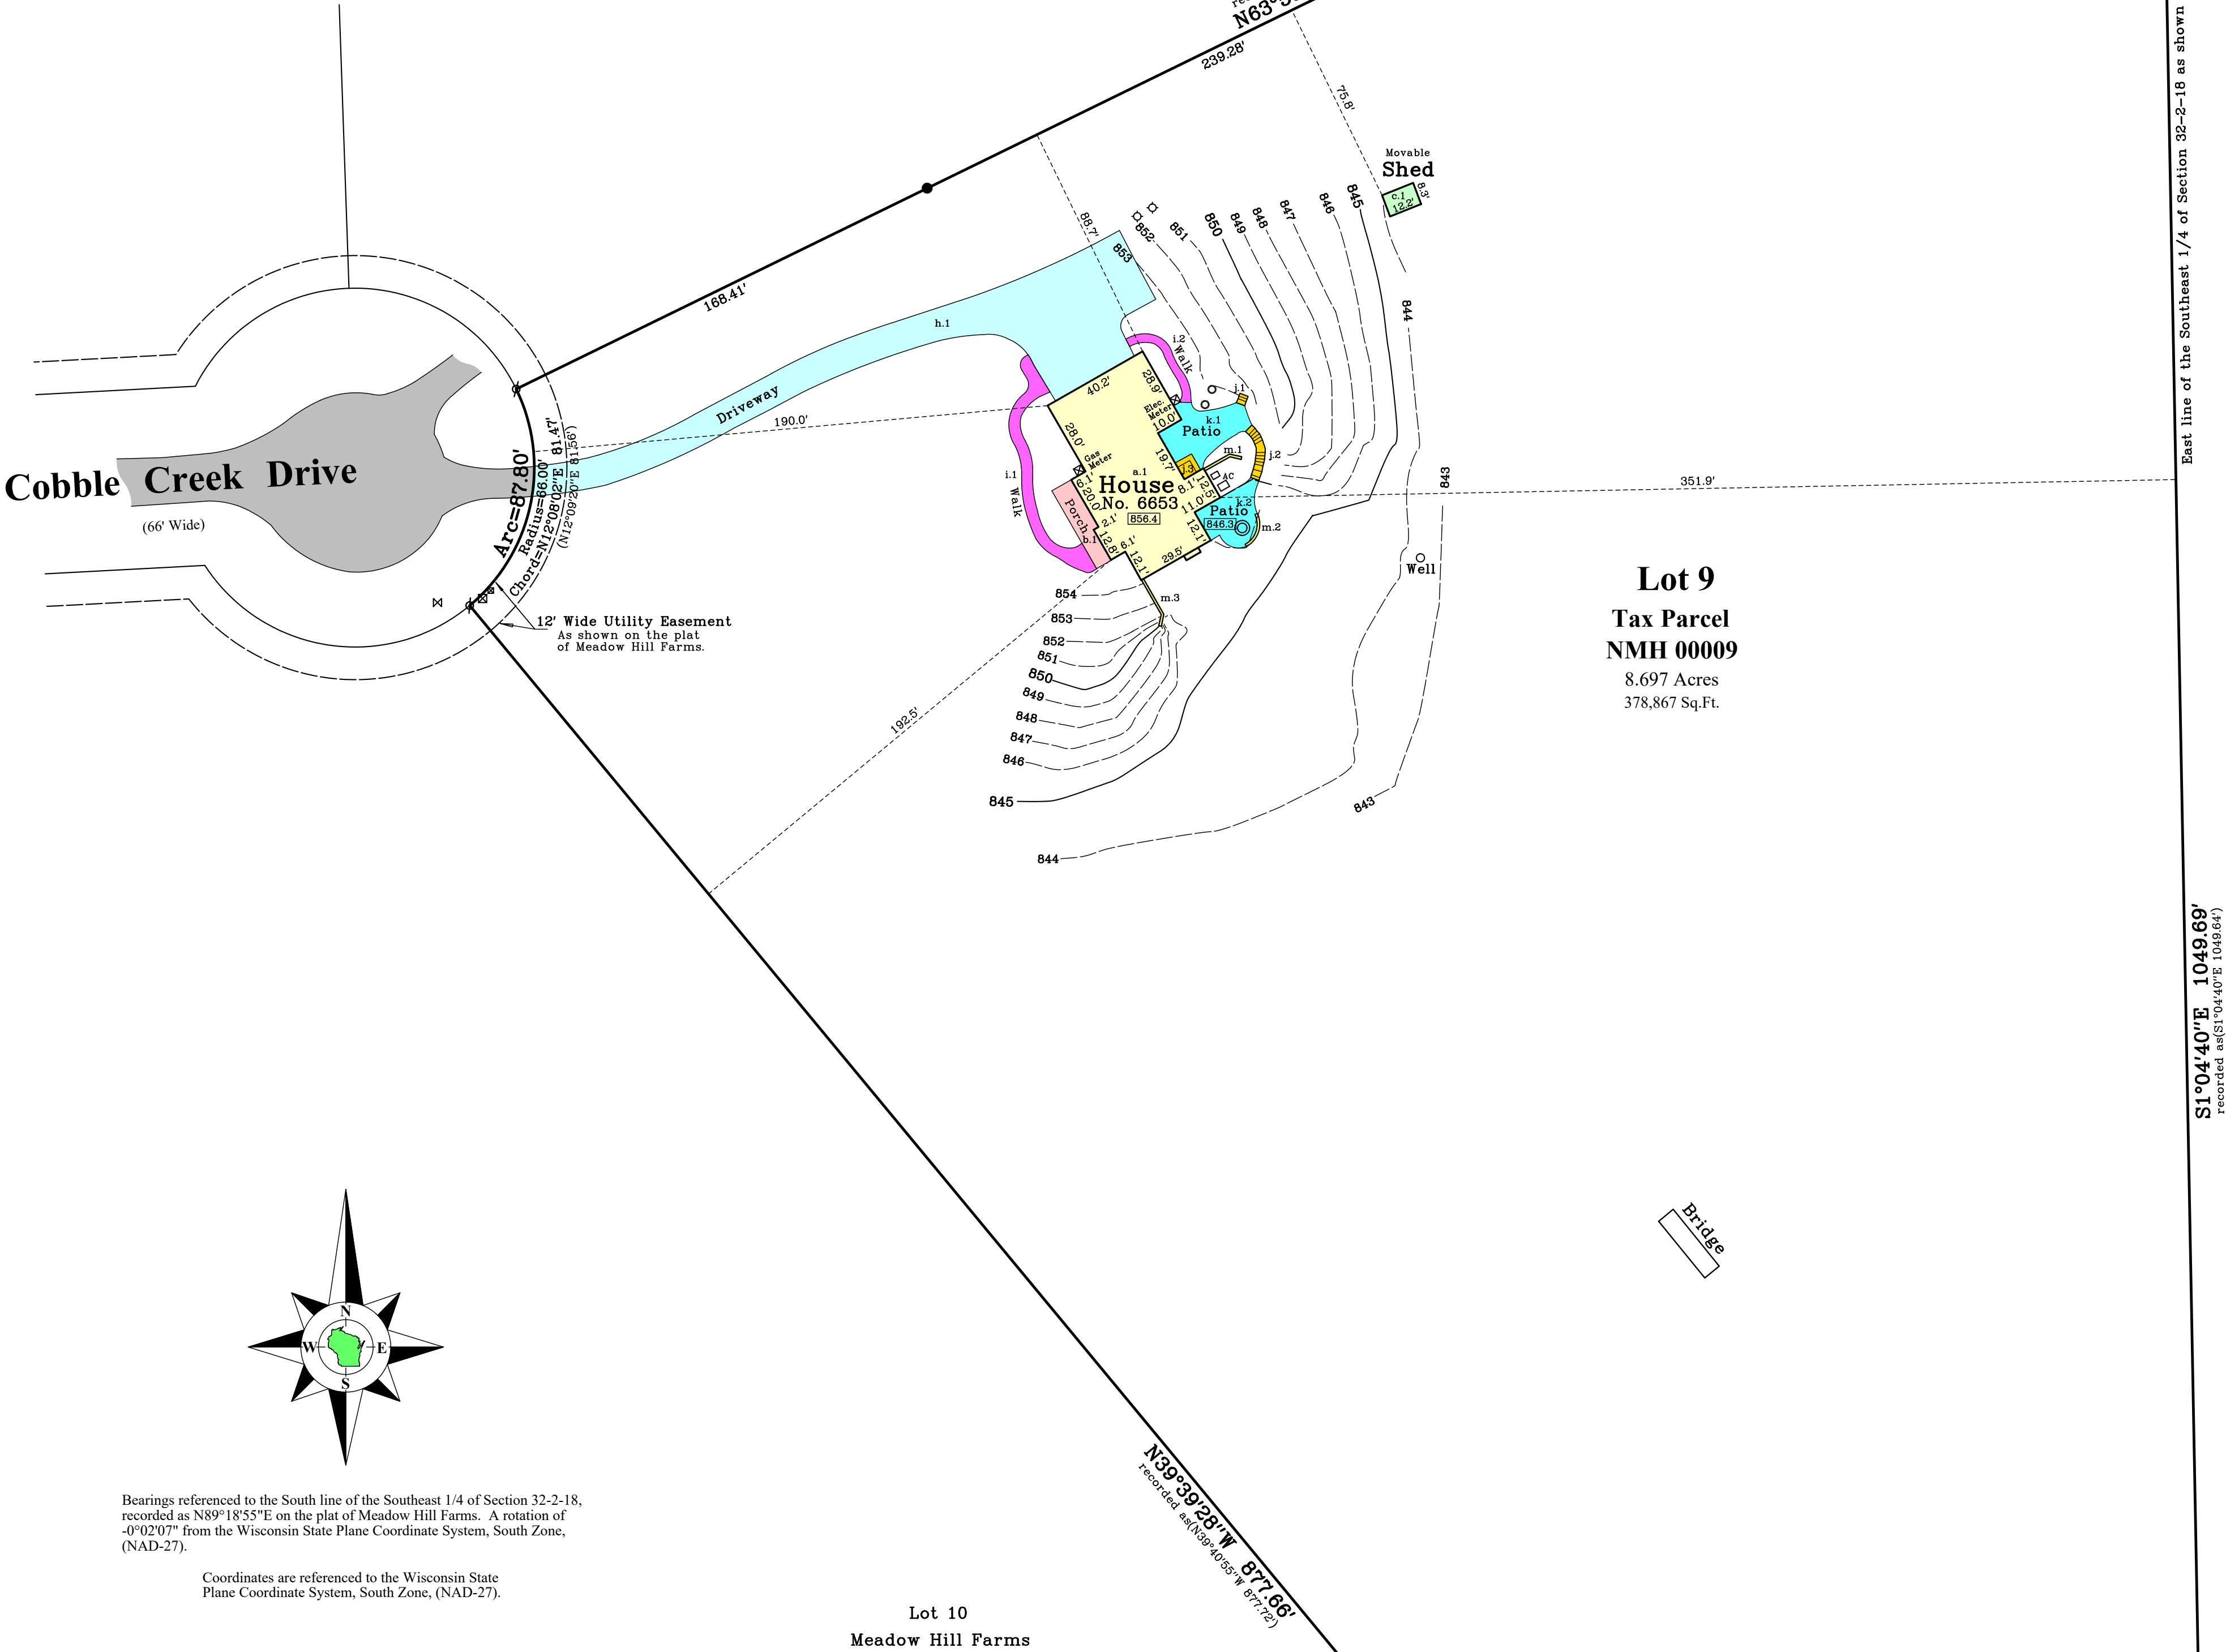 N63°5
239.28'
75.8'
Movable
Shed
c.1
12.2'
8.3'
East line of the Southeast 1/4 of Section 32-2-18 as shown
88.7'
853
852
851
850
849
848
847
846
845
844
843
168.41'
h.1
Driveway
190.0'
i.2
Walk
40.2'
28.9'
Elec.
Meter
10.0'
j.1
k.1
Patio
28.0'
Gas
Meter
19.7'
j.3
m.1
j.2
a.1
House
No. 6653
856.4
6.1'
20.0'
Porch
b.1
2.1'
12.8'
6.1'
12.1'
29.5'
8.1'
12.5'
AC
11.0'
12.1'
k.2
Patio
846.3
m.2
i.1
Walk
351.9'
Cobble Creek Drive
(66' Wide)
Arc=87.80'
Radius=66.00'
Chord=N12°08'02"E 81.47'
(N12°09'20"E 81.56')
12' Wide Utility Easement
As shown on the plat
of Meadow Hill Farms.
Well
Lot 9
Tax Parcel
NMH 00009
8.697 Acres
378,867 Sq.Ft.
m.3
854
853
852
851
850
849
848
847
846
845
844
843
192.5'
S1°04'40"E 1049.69'
recorded as(S1°04'40"E 1049.64')
Bridge
N
W
E
S
N39°39'28"W 877.66'
recorded as(N39°40'55"W 877.72')
Bearings referenced to the South line of the Southeast 1/4 of Section 32-2-18,
recorded as N89°18'55"E on the plat of Meadow Hill Farms. A rotation of
-0°02'07" from the Wisconsin State Plane Coordinate System, South Zone,
(NAD-27).
Coordinates are referenced to the Wisconsin State
Plane Coordinate System, South Zone, (NAD-27).
Lot 10
Meadow Hill Farms